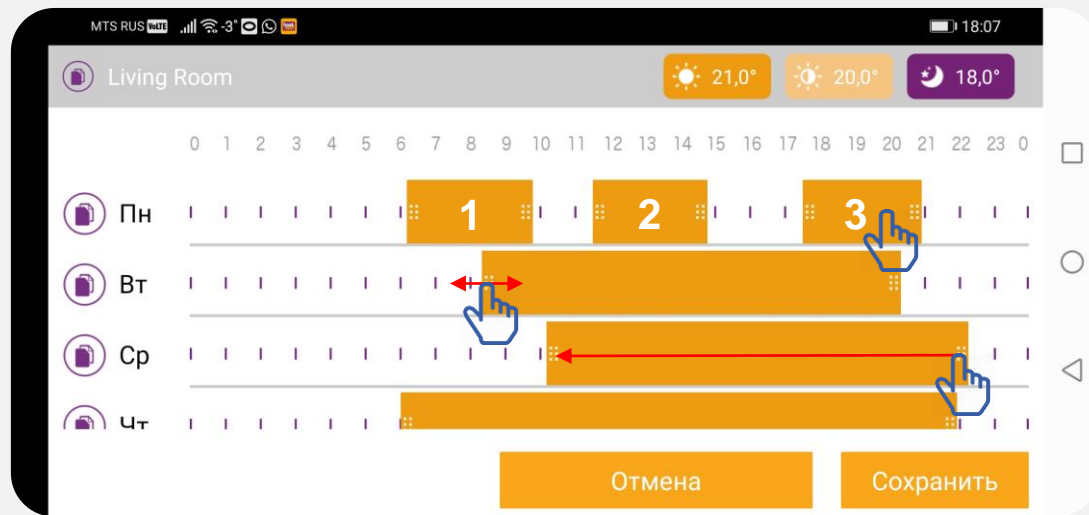 MTS RUS VoLTE -3° 18:07
Living Room 21,0° 20,0° 18,0°
0 1 2 3 4 5 6 7 8 9 10 11 12 13 14 15 16 17 18 19 20 21 22 23 0
Пн 1 2 3
Вт
Ср
Чт
Отмена Сохранить